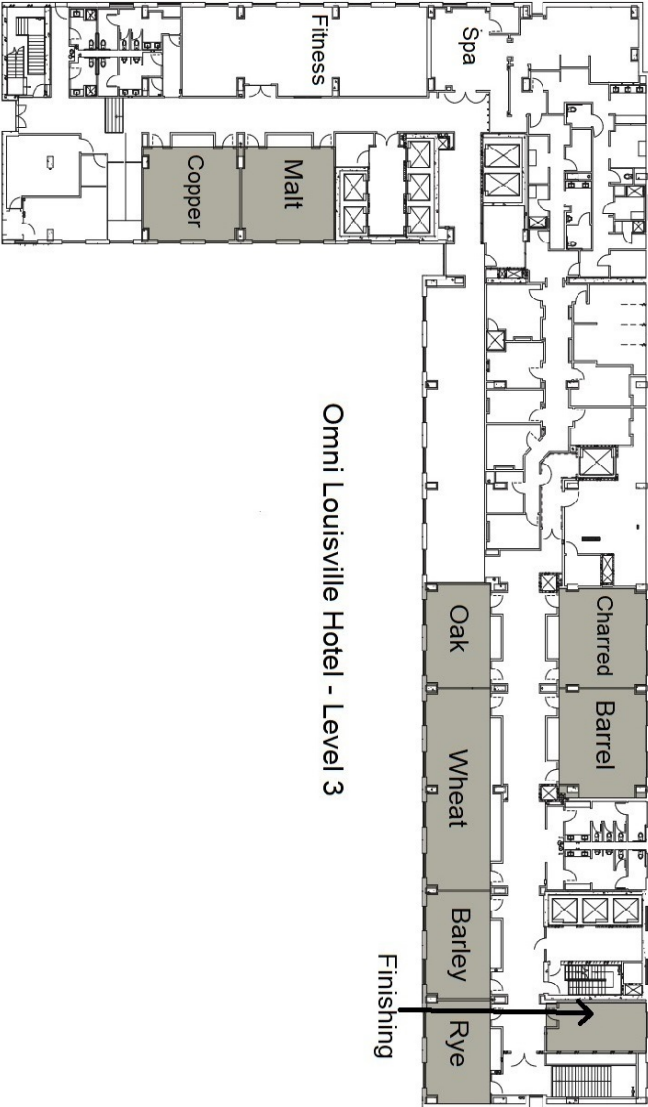 Fitness
Spa
Copper
Malt
Omni Louisville Hotel - Level 3
Oak
Charred
Wheat
Barrel
Barley
Finishing
Rye